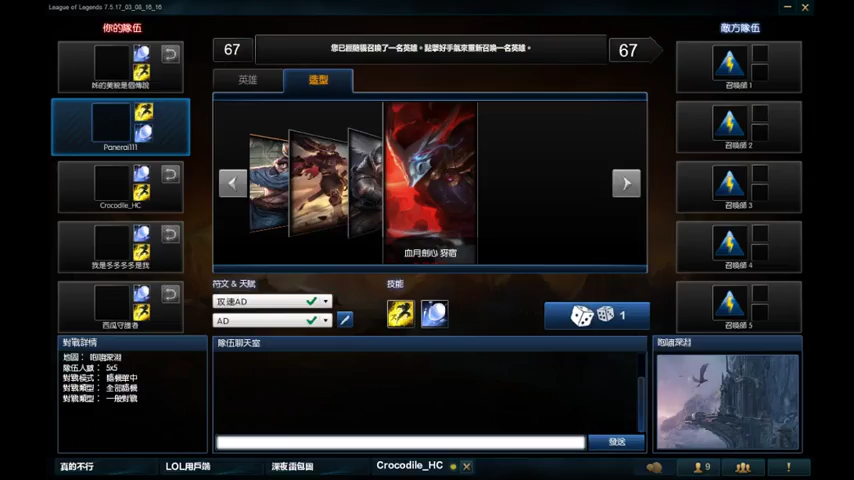 League of Legends 7.5.17_03_08_16_16
你的隊伍
敵方隊伍
67
您已經隨機召喚了一名英雄。點擊好手氣來重新召喚一名英雄。
67
英雄
造型
姊的美貌是個傳說
Panerai111
Crocodile_HC
我是多多多多是我
西瓜守護者
召喚師 1
召喚師 2
召喚師 3
召喚師 4
召喚師 5
血月劍心 犽宿
符文 & 天賦
技能
攻速AD
AD
1
對戰詳情
地圖： 咆嘯深淵
隊伍人數： 5x5
對戰模式： 隨機單中
對戰類型： 全部隨機
對戰類型： 一般對戰
隊伍聊天室
發送
咆嘯深淵
真的不行
LOL用戶端
深夜雷包團
Crocodile_HC
9